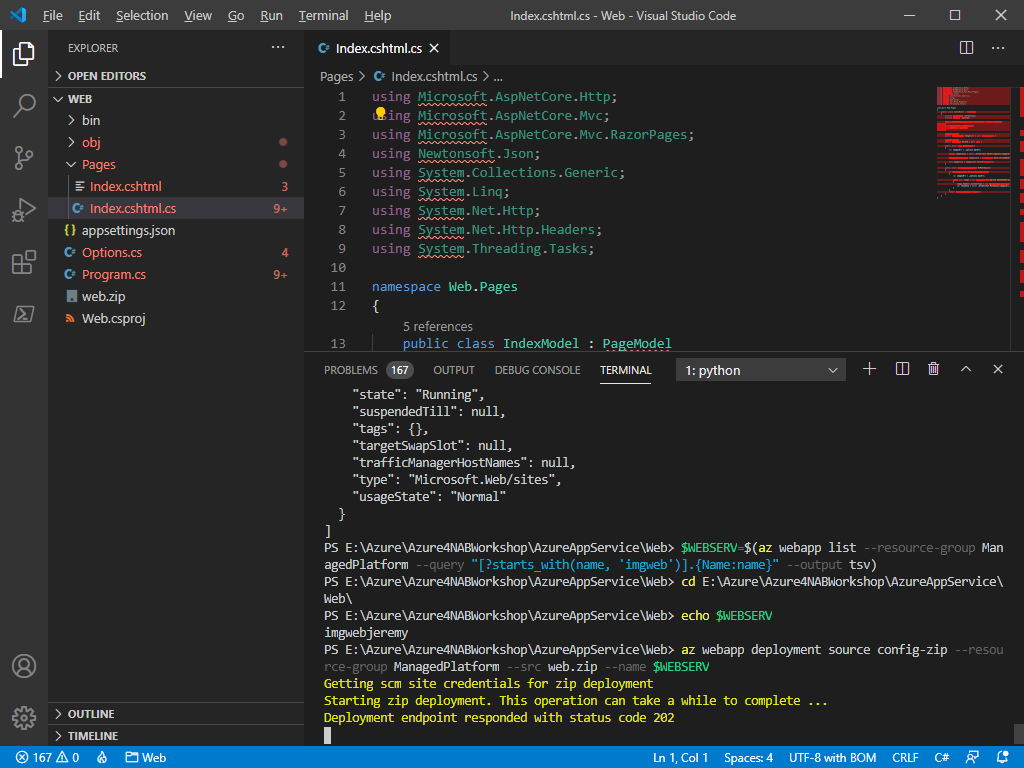 File Edit Selection View Go Run Terminal Help Index.cshtml.cs - Web - Visual Studio Code
EXPLORER ...
OPEN EDITORS
WEB
bin
obj
Pages
Index.cshtml 3
C# Index.cshtml.cs 9+
{} appsettings.json
C# Options.cs 4
C# Program.cs 9+
web.zip
Web.csproj
OUTLINE
TIMELINE
C# Index.cshtml.cs
Pages > C# Index.cshtml.cs > ...
1 using Microsoft.AspNetCore.Http;
2 using Microsoft.AspNetCore.Mvc;
3 using Microsoft.AspNetCore.Mvc.RazorPages;
4 using Newtonsoft.Json;
5 using System.Collections.Generic;
6 using System.Linq;
7 using System.Net.Http;
8 using System.Net.Http.Headers;
9 using System.Threading.Tasks;
10
11 namespace Web.Pages
12 {
5 references
13 public class IndexModel : PageModel
PROBLEMS 167 OUTPUT DEBUG CONSOLE TERMINAL 1: python
"state": "Running",
"suspendedTill": null,
"tags": {},
"targetSwapSlot": null,
"trafficManagerHostNames": null,
"type": "Microsoft.Web/sites",
"usageState": "Normal"
}
]
PS E:\Azure\Azure4NABWorkshop\AzureAppService\Web> $WEBSERV=$(az webapp list --resource-group Man
agedPlatform --query "[?starts_with(name, 'imgweb')].{Name:name}" --output tsv)
PS E:\Azure\Azure4NABWorkshop\AzureAppService\Web> cd E:\Azure\Azure4NABWorkshop\AzureAppService\
Web\
PS E:\Azure\Azure4NABWorkshop\AzureAppService\Web> echo $WEBSERV
imgwebjeremy
PS E:\Azure\Azure4NABWorkshop\AzureAppService\Web> az webapp deployment source config-zip --resou
rce-group ManagedPlatform --src web.zip --name $WEBSERV
Getting scm site credentials for zip deployment
Starting zip deployment. This operation can take a while to complete ...
Deployment endpoint responded with status code 202
167 0 Web Ln 1, Col 1 Spaces: 4 UTF-8 with BOM CRLF C#